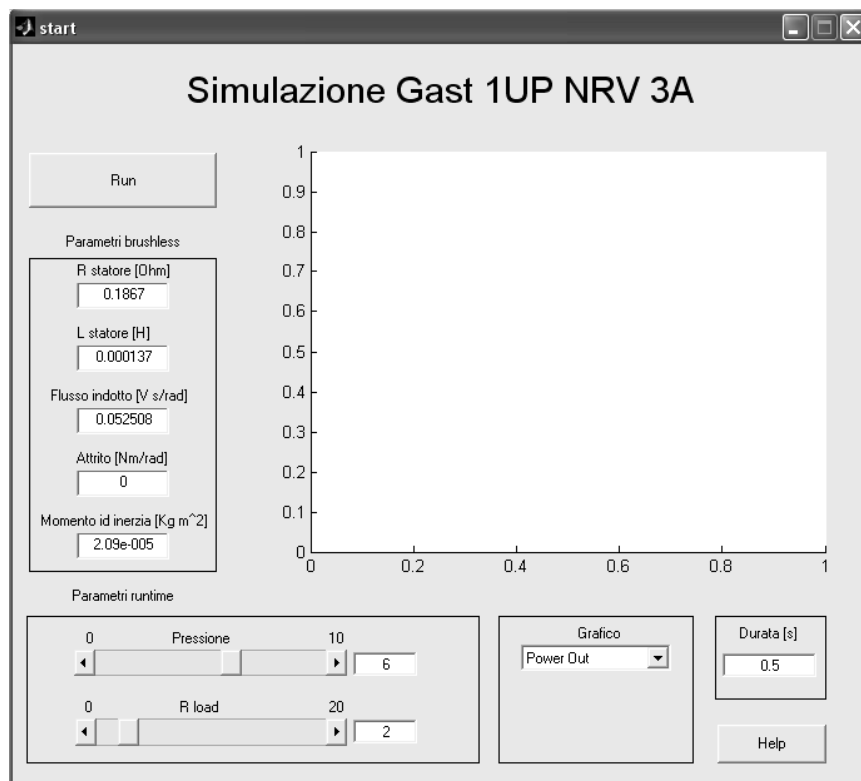 start
Simulazione Gast 1UP NRV 3A
Run
Parametri brushless
R statore [Ohm]
0.1867
L statore [H]
0.000137
Flusso indotto [V s/rad]
0.052508
Attrito [Nm/rad]
0
Momento id inerzia [Kg m^2]
2.09e-005
1
0.9
0.8
0.7
0.6
0.5
0.4
0.3
0.2
0.1
0
0 0.2 0.4 0.6 0.8 1
Parametri runtime
0 Pressione 10
6
0 R load 20
2
Grafico
Power Out
Durata [s]
0.5
Help